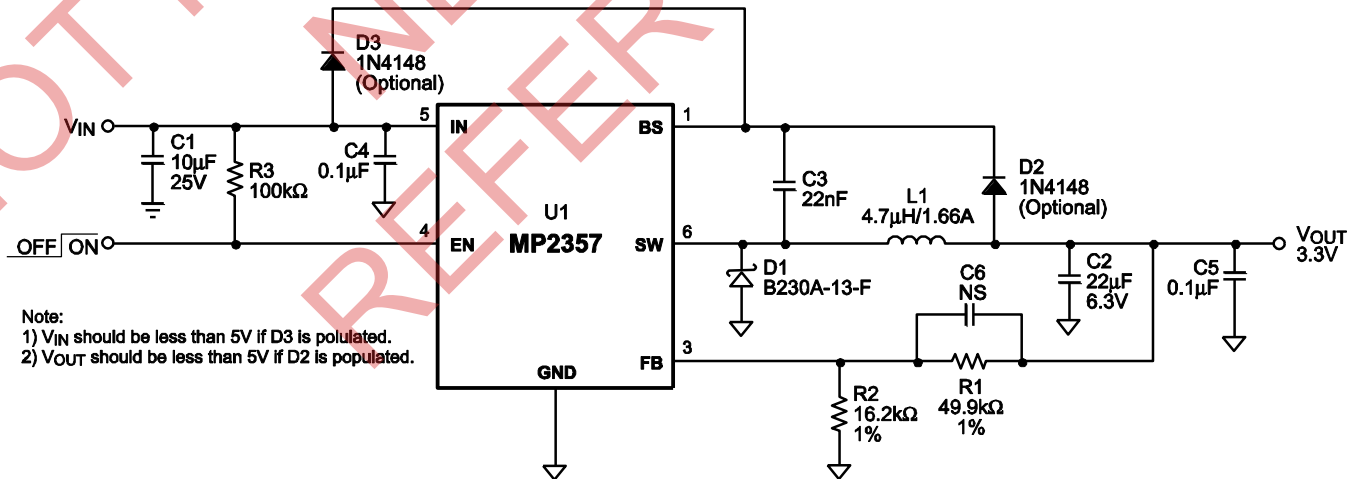 NOT
NE
REFER
D3
1N4148
(Optional)
VIN
C1
10µF
25V
R3
100kΩ
C4
0.1µF
5
IN
BS
1
C3
22nF
D2
1N4148
(Optional)
L1
4.7µH/1.66A
U1
MP2357
4
EN
SW
6
OFF ON
D1
B230A-13-F
C6
NS
C2
22µF
6.3V
C5
0.1µF
VOUT
3.3V
Note:
1) VIN should be less than 5V if D3 is polulated.
2) VOUT should be less than 5V if D2 is populated.
GND
FB
3
R2
16.2kΩ
1%
R1
49.9kΩ
1%